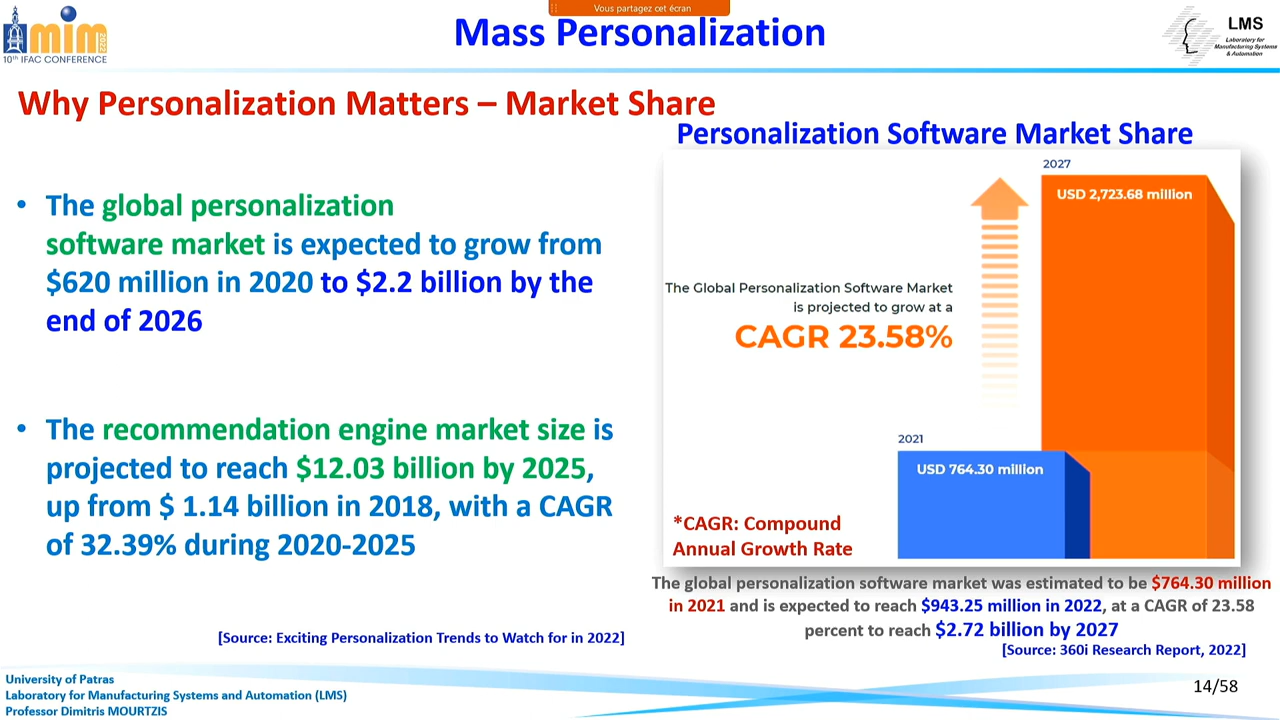 Vous partagez cet écran
mim
2022
10th IFAC CONFERENCE
Mass Personalization
LMS
Laboratory for
Manufacturing Systems
& Automation
Why Personalization Matters – Market Share
Personalization Software Market Share
• The global personalization
software market is expected to grow from
$620 million in 2020 to $2.2 billion by the
end of 2026
• The recommendation engine market size is
projected to reach $12.03 billion by 2025,
up from $ 1.14 billion in 2018, with a CAGR
of 32.39% during 2020-2025
[Source: Exciting Personalization Trends to Watch for in 2022]
2027
USD 2,723.68 million
The Global Personalization Software Market
is projected to grow at a
CAGR 23.58%
2021
USD 764.30 million
*CAGR: Compound
Annual Growth Rate
The global personalization software market was estimated to be $764.30 million
in 2021 and is expected to reach $943.25 million in 2022, at a CAGR of 23.58
percent to reach $2.72 billion by 2027
[Source: 360i Research Report, 2022]
University of Patras
Laboratory for Manufacturing Systems and Automation (LMS)
Professor Dimitris MOURTZIS
14/58